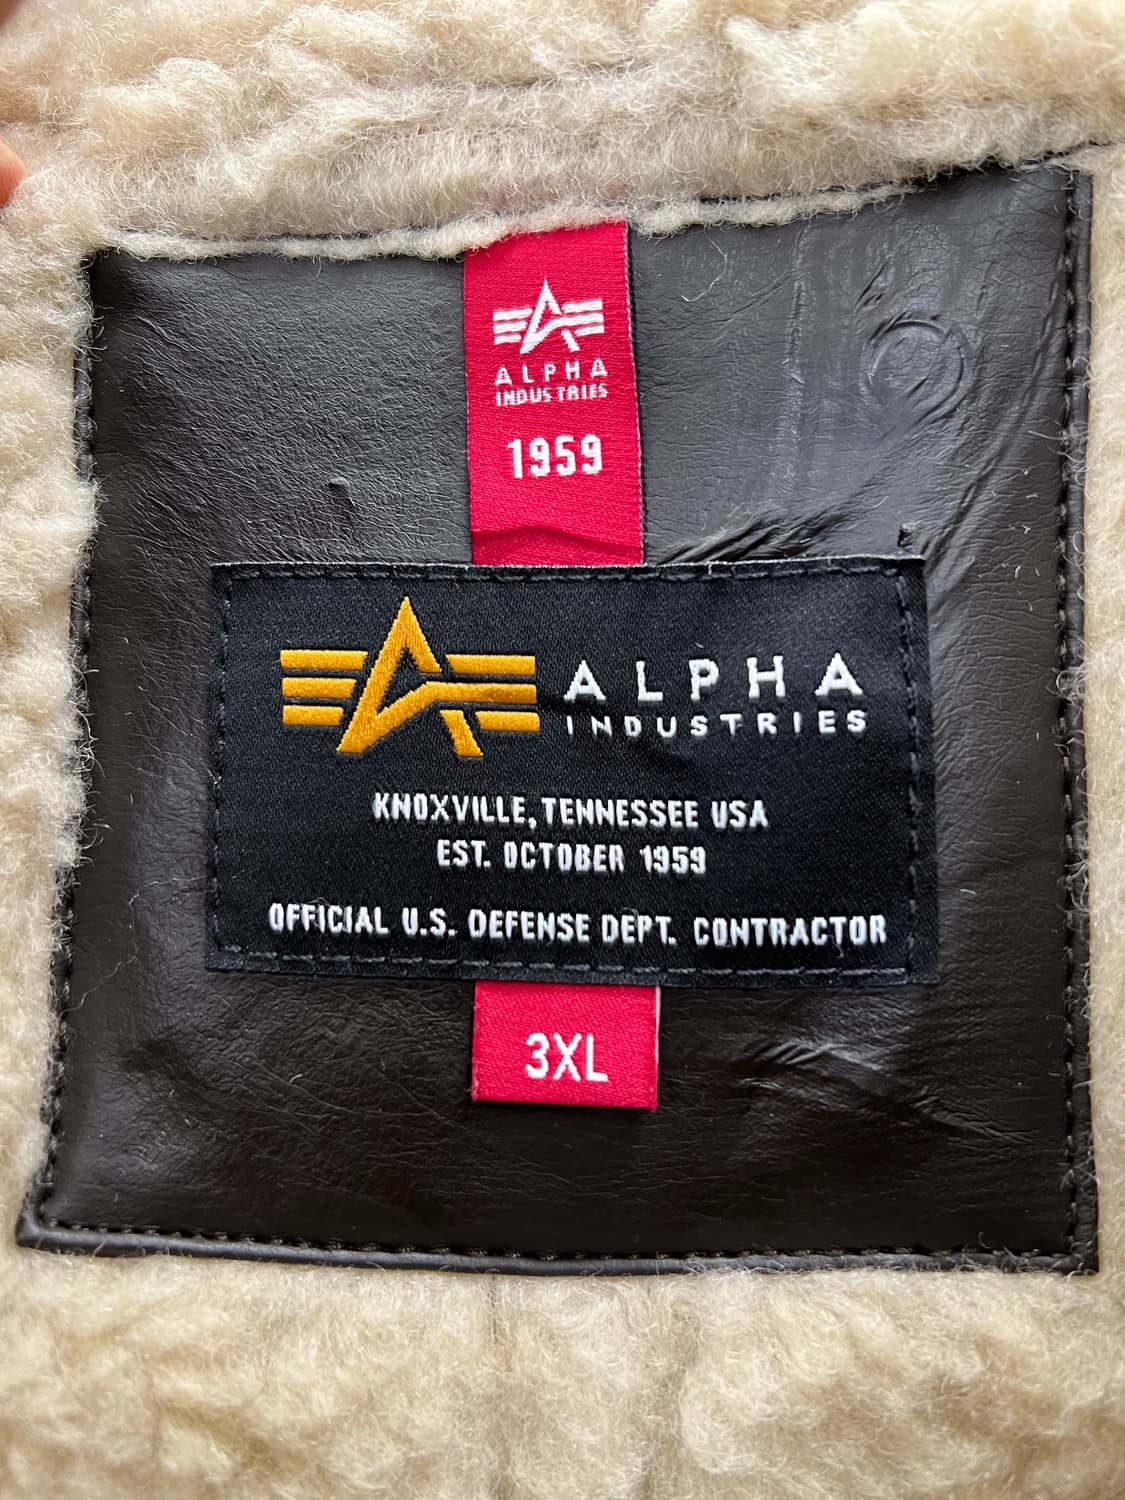 ALPHA
INDUSTRIES
1959
ALPHA
INDUSTRIES
KNOXVILLE, TENNESSEE USA
EST. OCTOBER 1959
OFFICIAL U.S. DEFENSE DEPT. CONTRACTOR
3XL